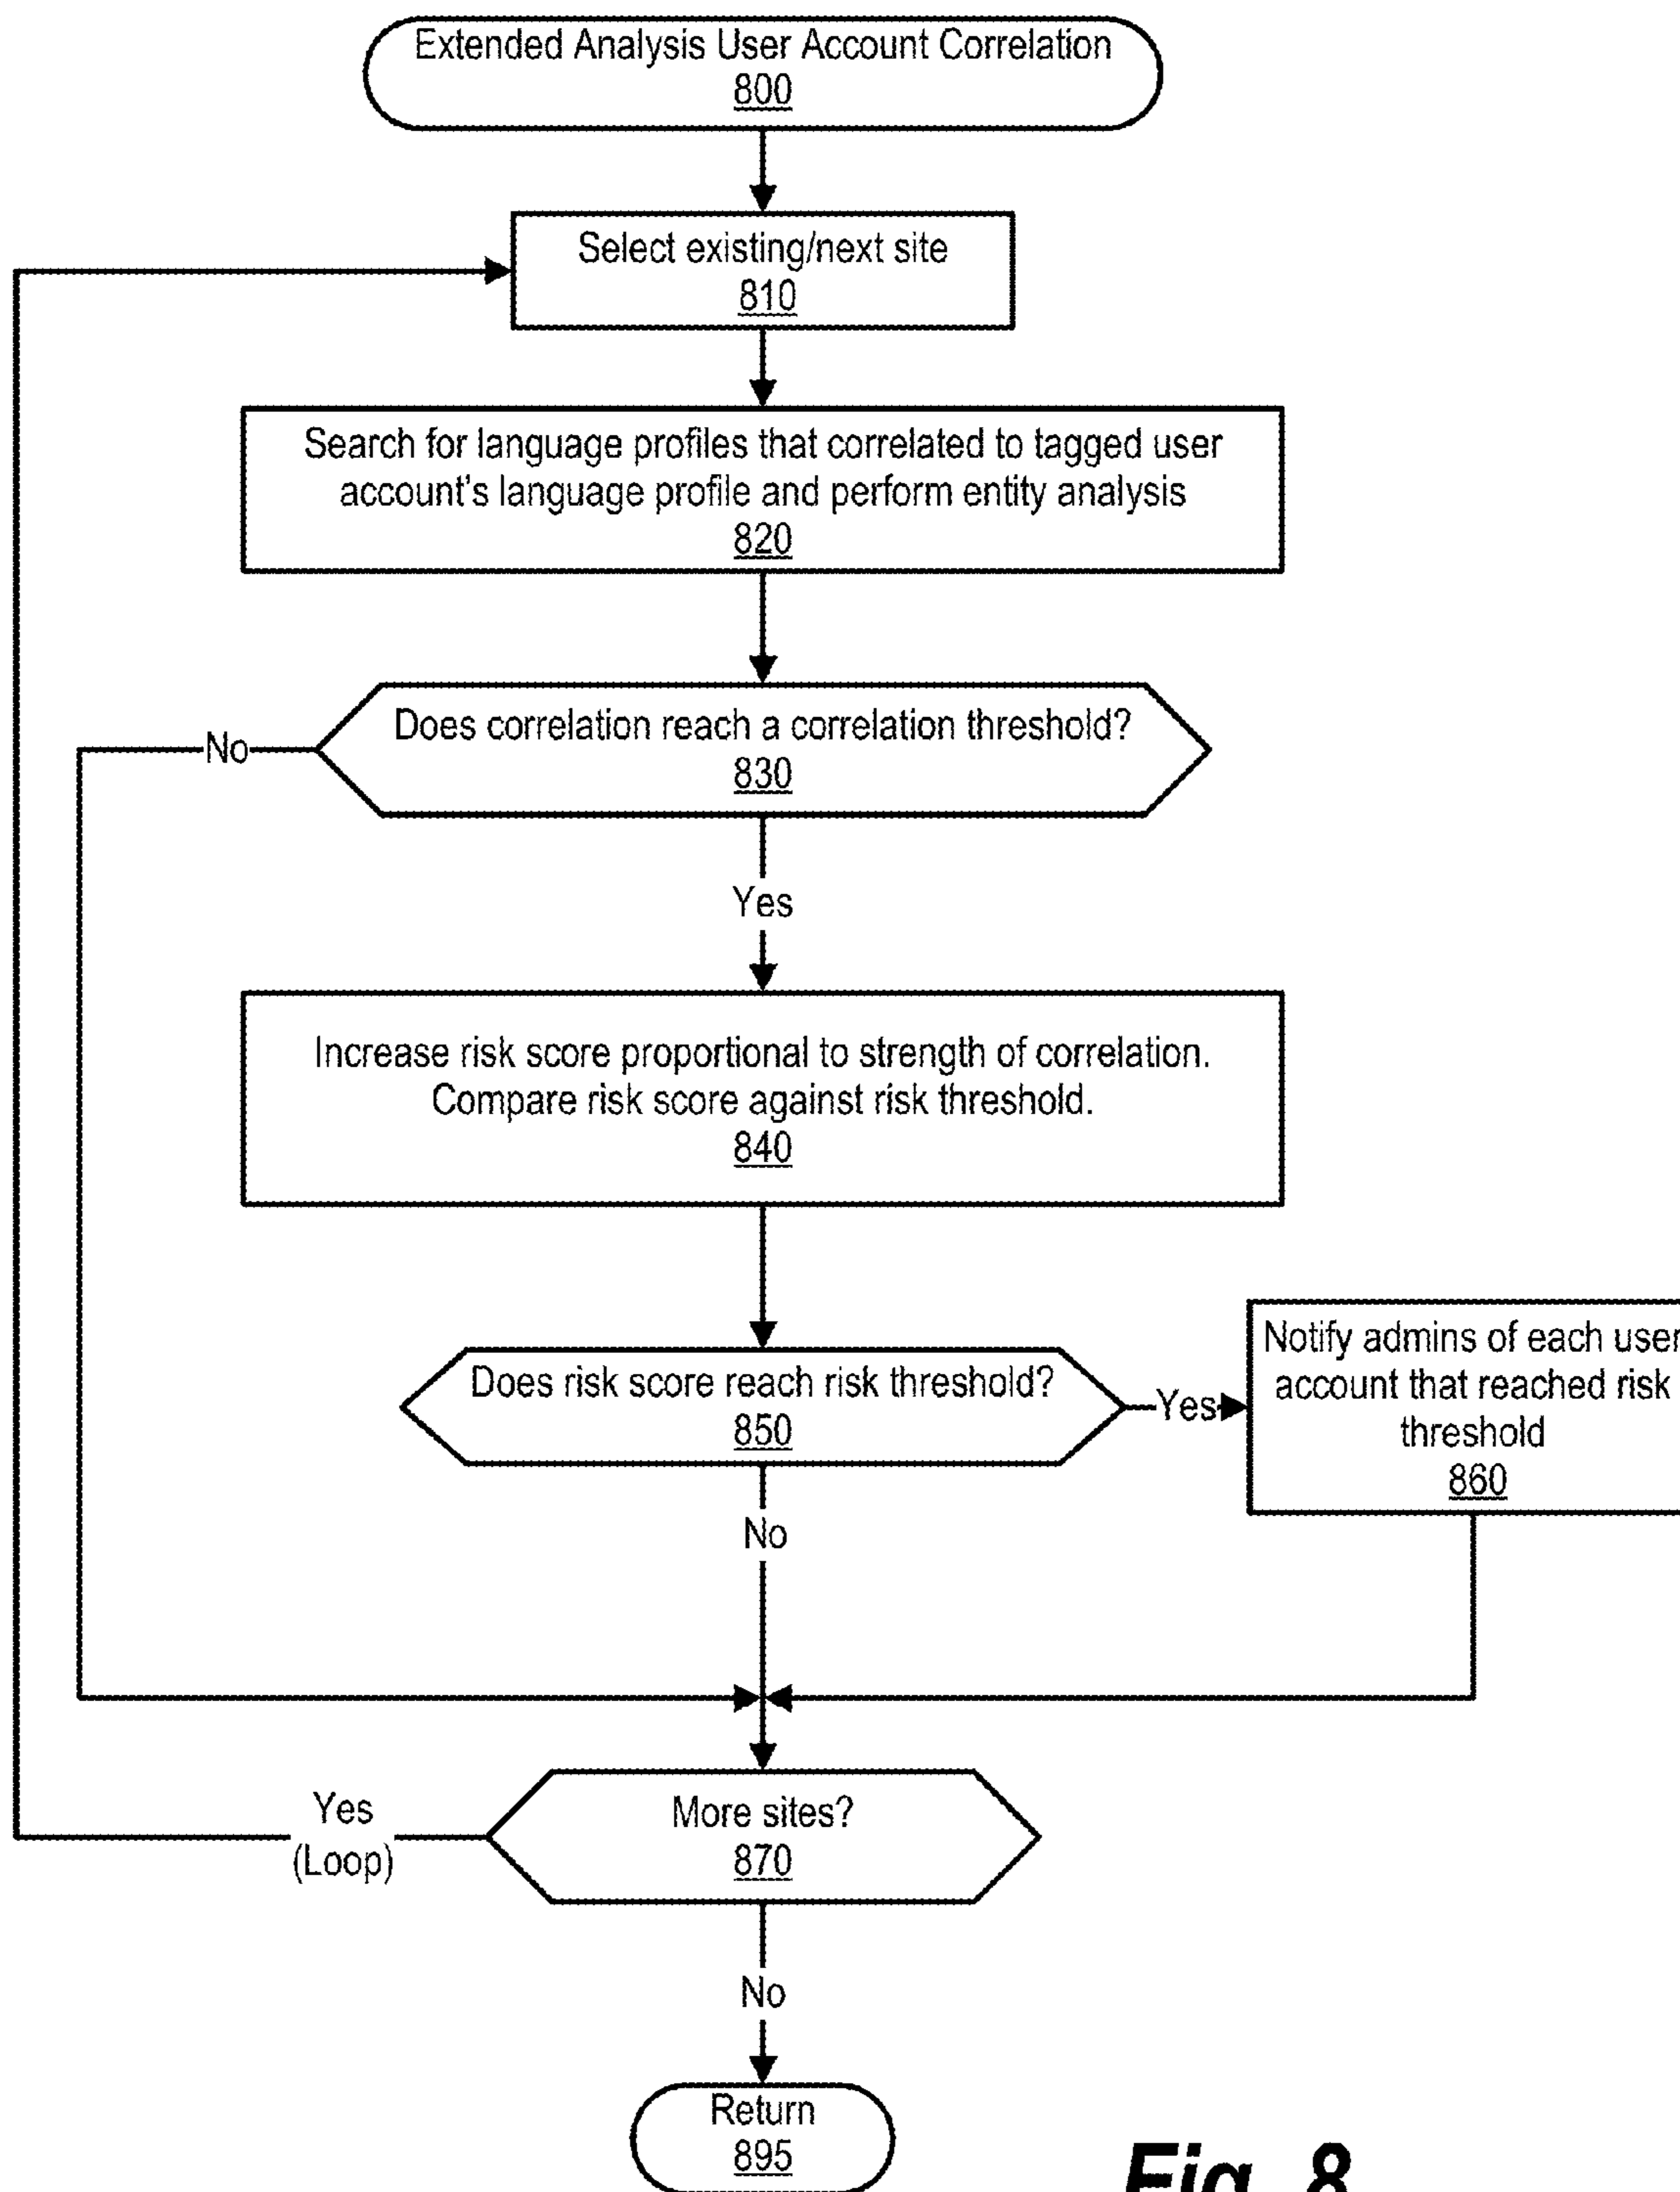 Extended Analysis User Account Correlation
800
Select existing/next site
810
Search for language profiles that correlated to tagged user
account's language profile and perform entity analysis
820
Does correlation reach a correlation threshold?
830
No
Yes
Increase risk score proportional to strength of correlation.
Compare risk score against risk threshold.
840
Does risk score reach risk threshold?
850
Yes
Notify admins of each user
account that reached risk
threshold
860
No
More sites?
870
Yes
(Loop)
No
Return
895
Fig. 8